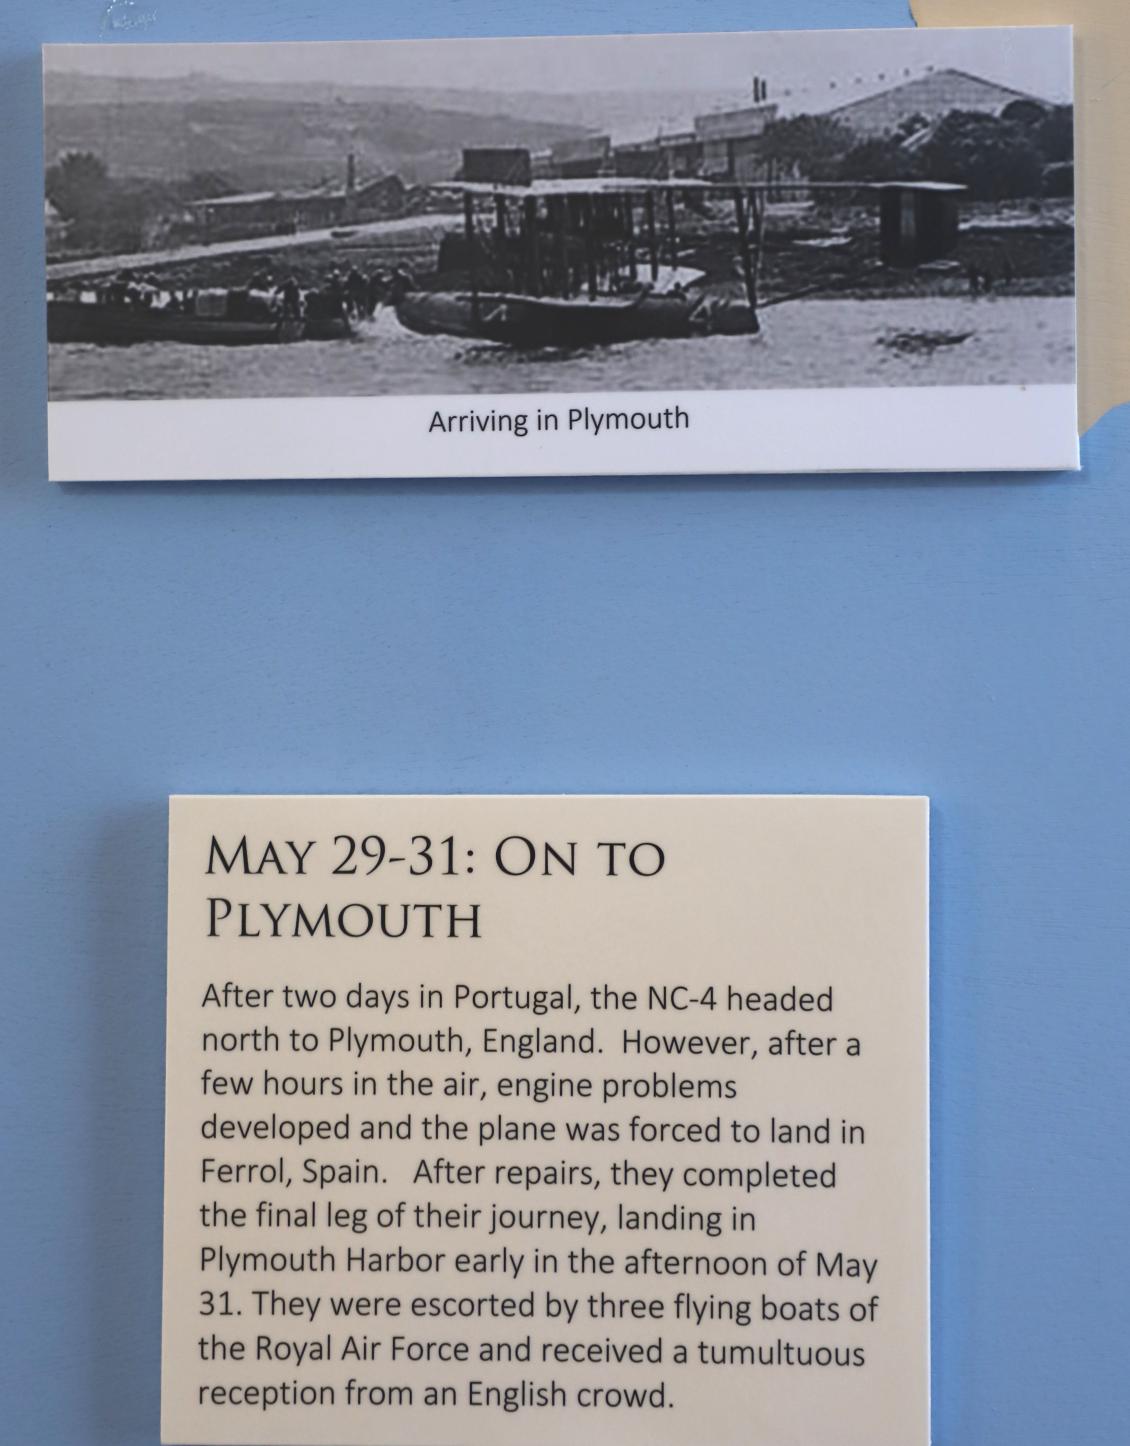 Arriving in Plymouth
May 29-31: On to
Plymouth
After two days in Portugal, the NC-4 headed
north to Plymouth, England. However, after a
few hours in the air, engine problems
developed and the plane was forced to land in
Ferrol, Spain. After repairs, they completed
the final leg of their journey, landing in
Plymouth Harbor early in the afternoon of May
31. They were escorted by three flying boats of
the Royal Air Force and received a tumultuous
reception from an English crowd.